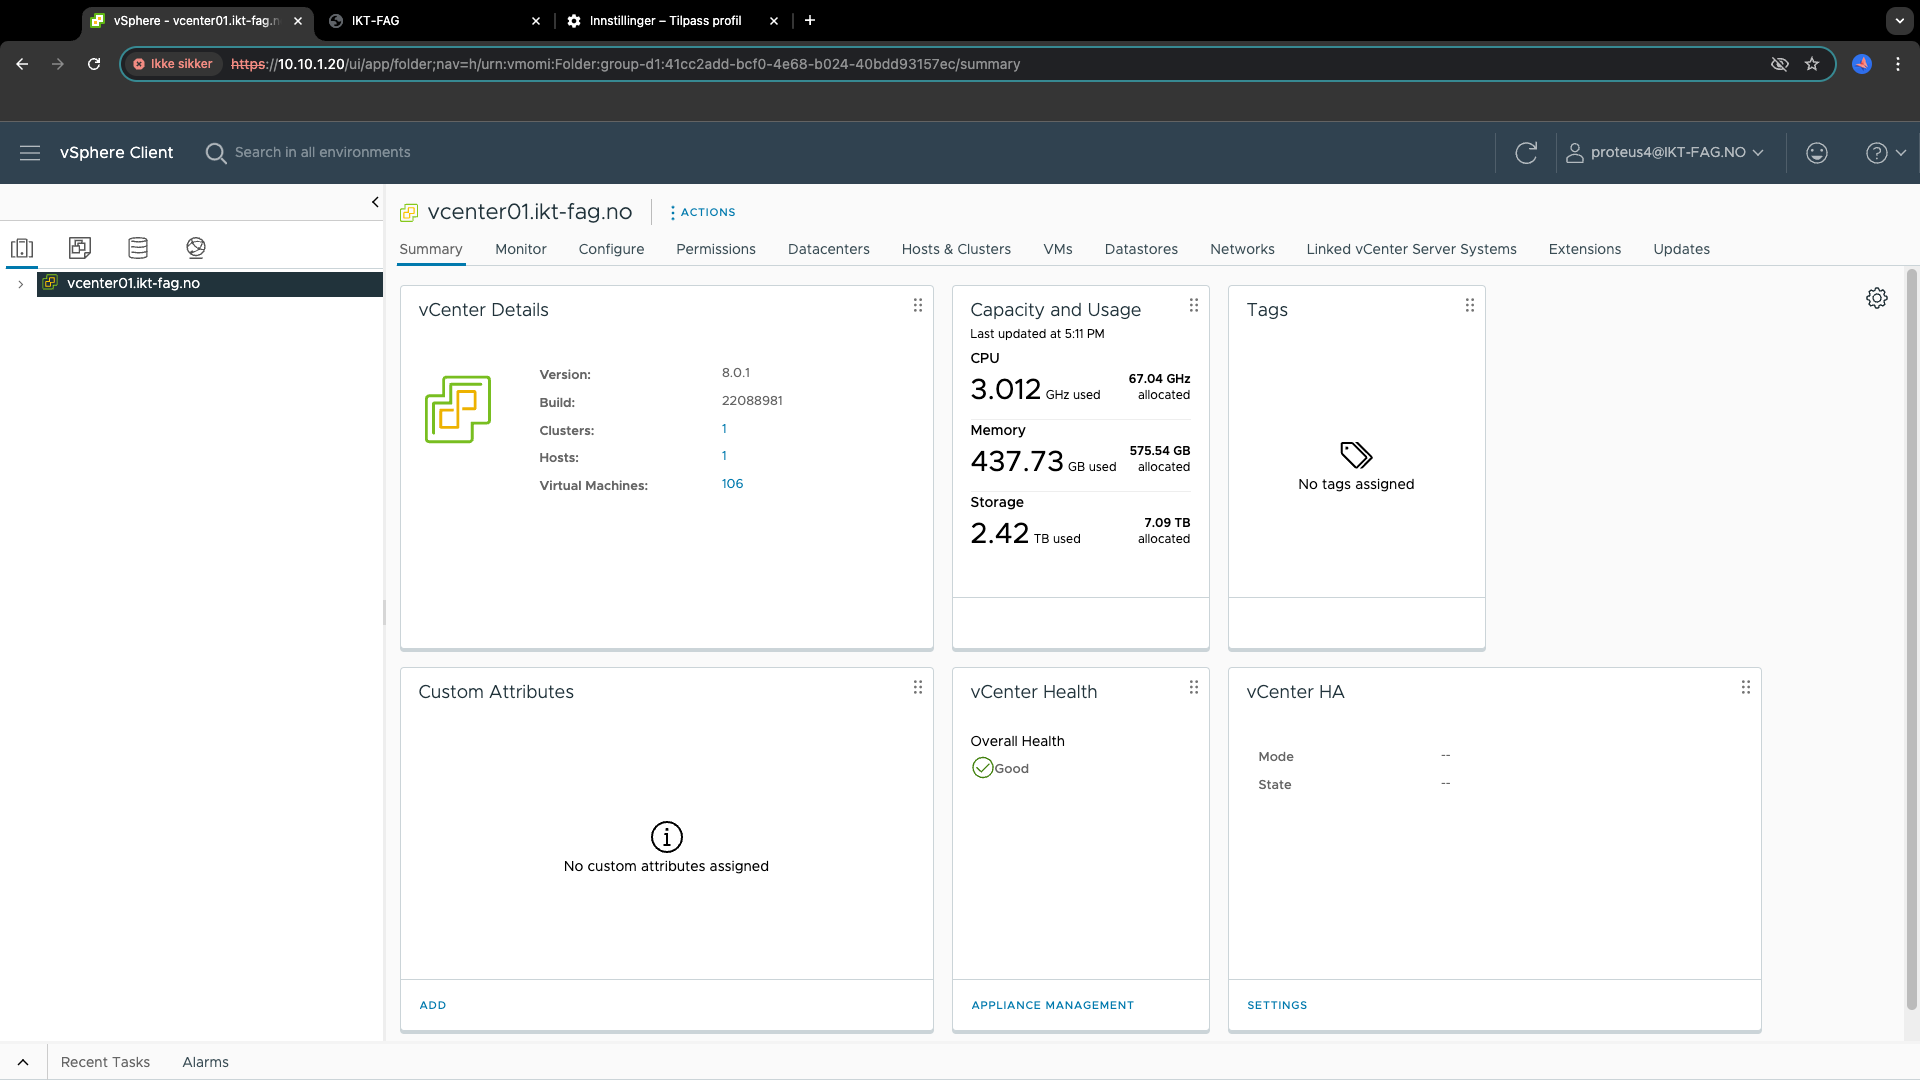 vSphere - vcenter01.ikt-fag.n
IKT-FAG
Innstillinger – Tilpass profil
Ikke sikker
https://10.10.1.20/ui/app/folder;nav=h/urn:vmomi:Folder:group-d1:41cc2add-bcf0-4e68-b024-40bdd93157ec/summary
vSphere Client
Search in all environments
proteus4@IKT-FAG.NO
vcenter01.ikt-fag.no
vcenter01.ikt-fag.no
ACTIONS
Summary
Monitor
Configure
Permissions
Datacenters
Hosts & Clusters
VMs
Datastores
Networks
Linked vCenter Server Systems
Extensions
Updates
vCenter Details
Version: 8.0.1
Build: 22088981
Clusters: 1
Hosts: 1
Virtual Machines: 106
Capacity and Usage
Last updated at 5:11 PM
CPU
3.012 GHz used
67.04 GHz allocated
Memory
437.73 GB used
575.54 GB allocated
Storage
2.42 TB used
7.09 TB allocated
Tags
No tags assigned
Custom Attributes
No custom attributes assigned
ADD
vCenter Health
Overall Health
Good
APPLIANCE MANAGEMENT
vCenter HA
Mode --
State --
SETTINGS
Recent Tasks
Alarms